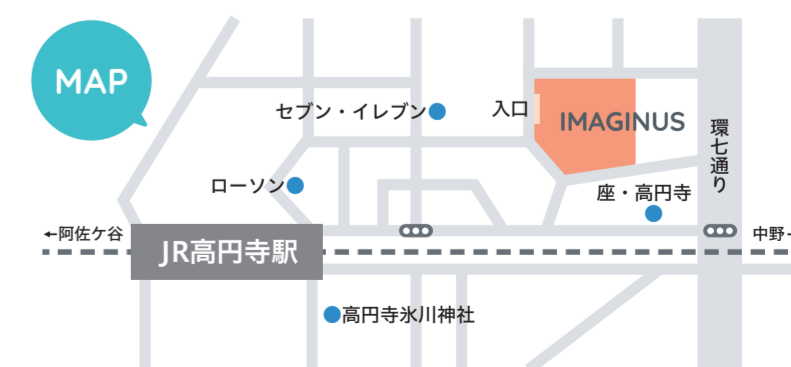 MAP
セブン・イレブン
入口
IMAGINUS
環七通り
ローソン
座・高円寺
←阿佐ケ谷
JR高円寺駅
中野
高円寺氷川神社